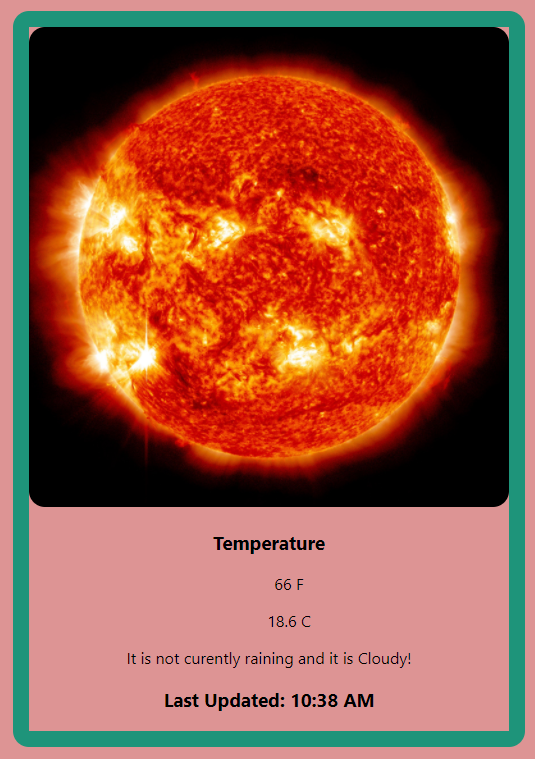 Temperature
66 F
18.6 C
It is not curently raining and it is Cloudy!
Last Updated: 10:38 AM